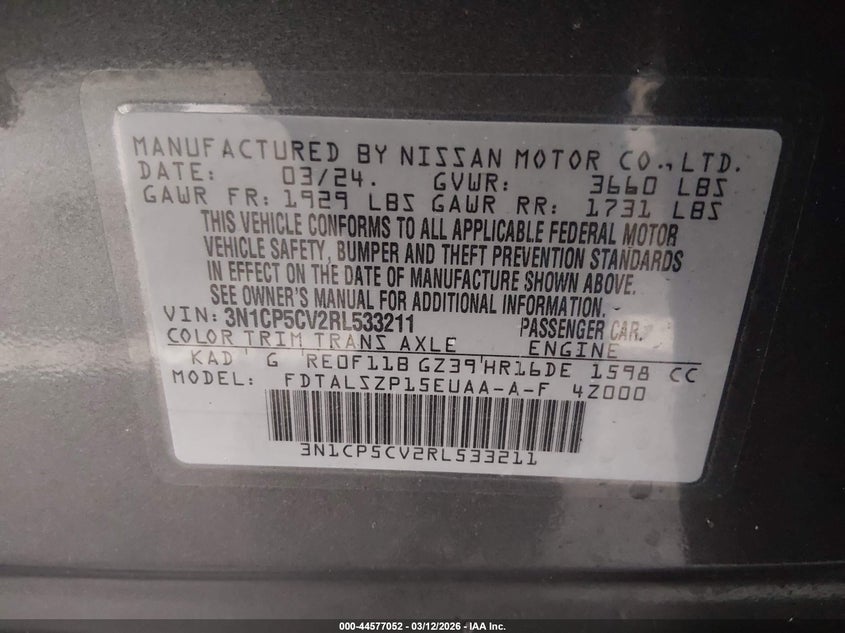 MANUFACTURED BY NISSAN MOTOR CO., LTD.
DATE: 03/24. GVWR: 3660 LBS
GAWR FR: 1929 LBS GAWR RR: 1731 LBS
THIS VEHICLE CONFORMS TO ALL APPLICABLE FEDERAL MOTOR
VEHICLE SAFETY, BUMPER AND THEFT PREVENTION STANDARDS
IN EFFECT ON THE DATE OF MANUFACTURE SHOWN ABOVE.
SEE OWNER'S MANUAL FOR ADDITIONAL INFORMATION.
VIN: 3N1CP5CV2RL533211 PASSENGER CAR.
COLOR TRIM TRANS AXLE ENGINE
KAD G RE0F11B GZ39 HR16DE 1598 CC
MODEL: FDTALSZP15EUAA-A-F 4Z000
3N1CP5CV2RL533211
000-44577052 - 03/12/2026 - IAA Inc.